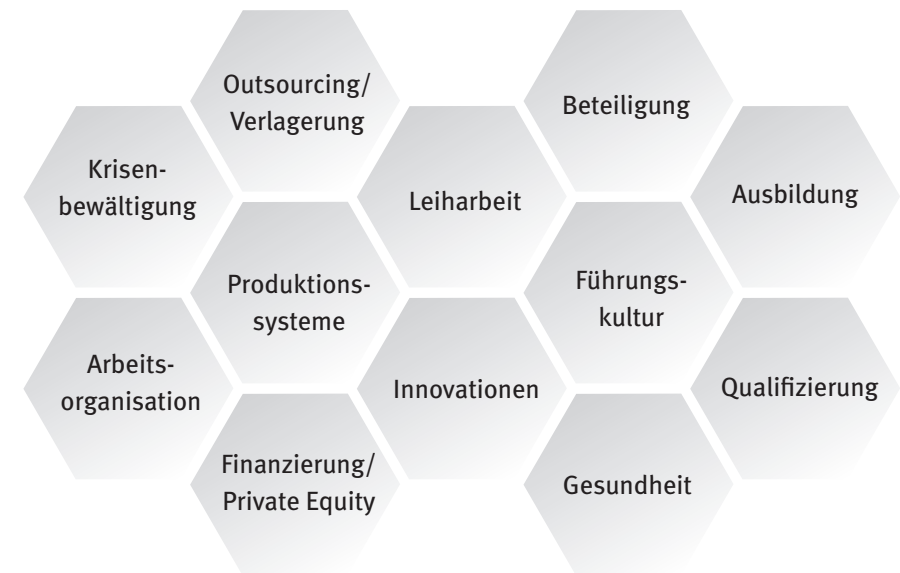 Outsourcing/
Verlagerung
Beteiligung
Krisen-
bewältigung
Leiharbeit
Ausbildung
Produktions-
systeme
Führungs-
kultur
Arbeits-
organisation
Innovationen
Qualifizierung
Finanzierung/
Private Equity
Gesundheit